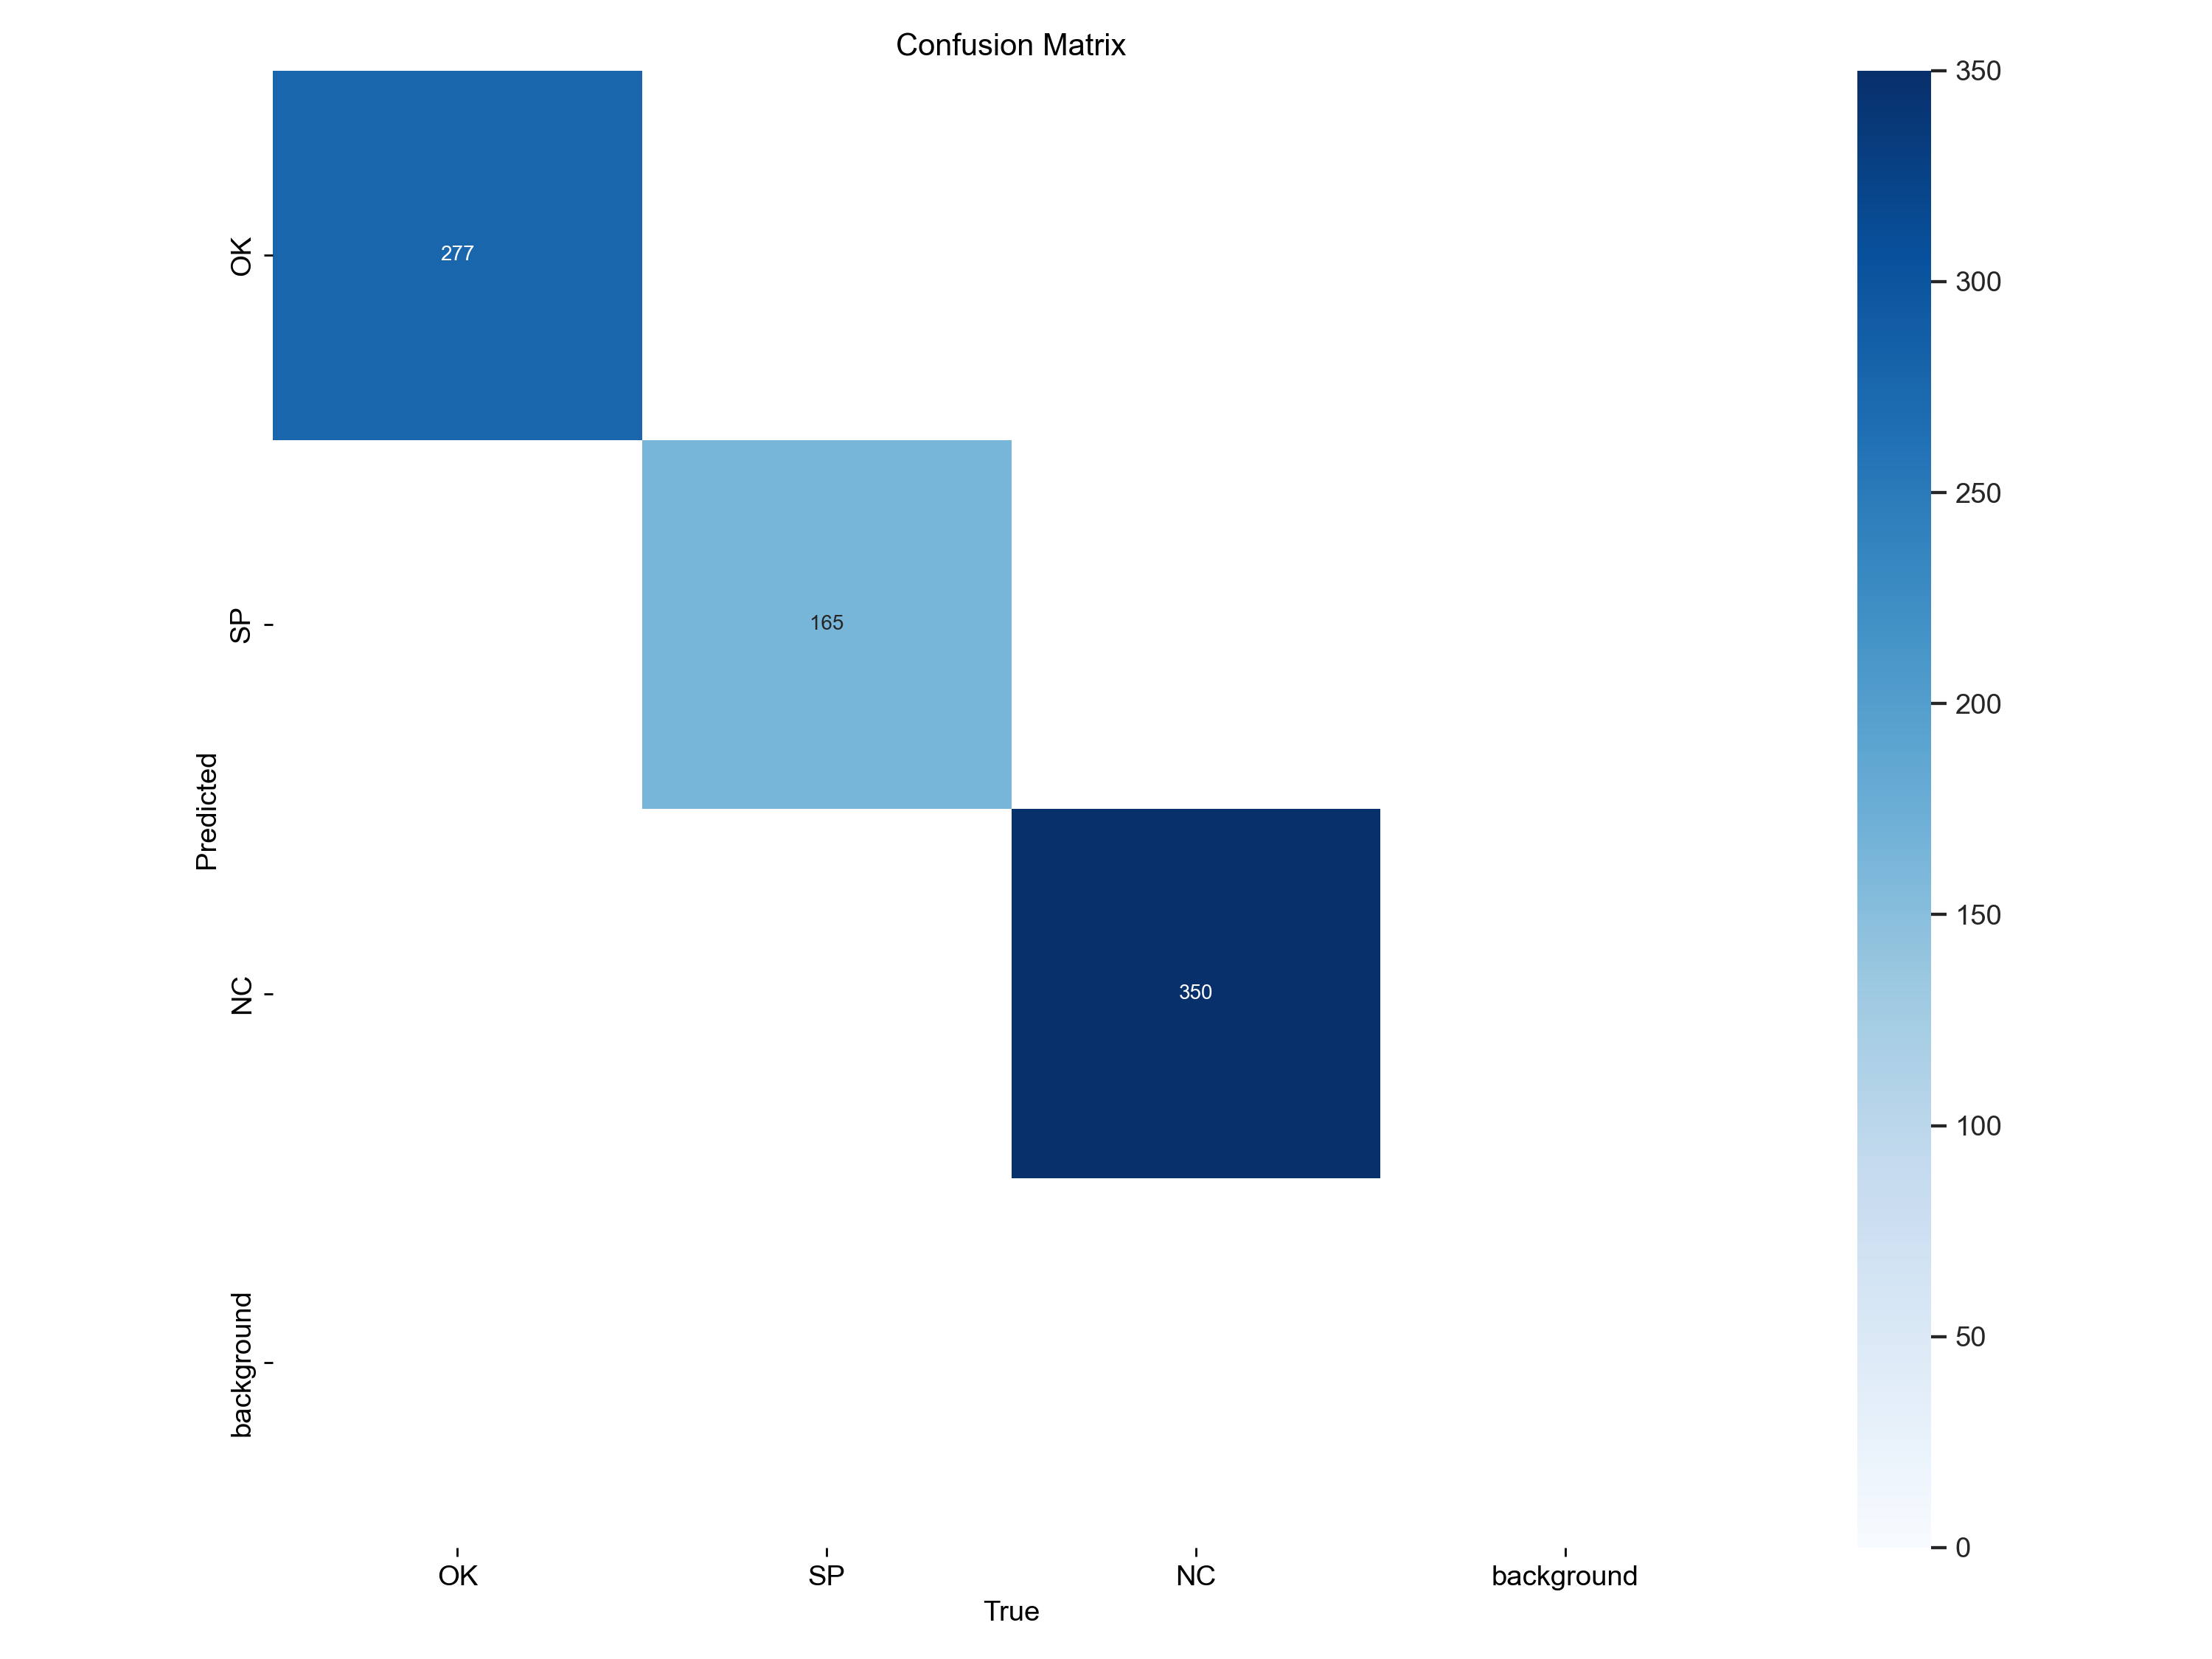 Confusion Matrix
OK
SP
NC
background
Predicted
277
165
350
OK
SP
NC
background
True
350
300
250
200
150
100
50
0